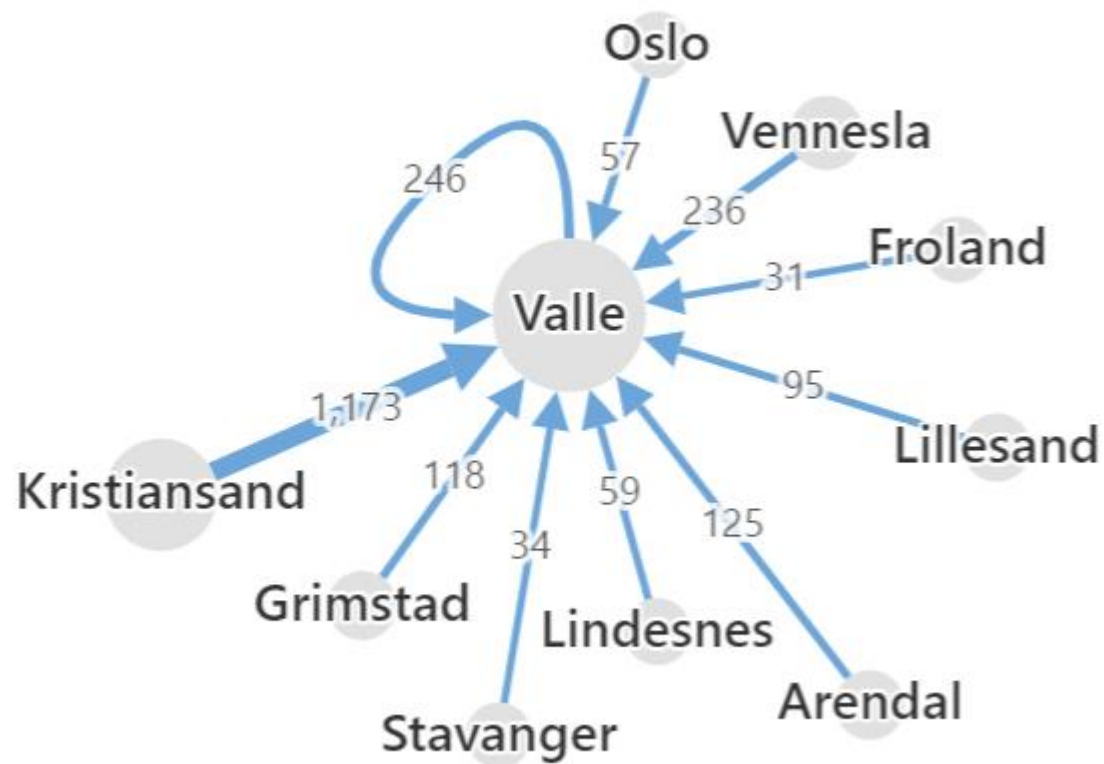 Oslo
Vennesla
57
246
236
Froland
31
Valle
95
1,173
Lillesand
Kristiansand
118
59
125
34
Grimstad
Lindesnes
Arendal
Stavanger